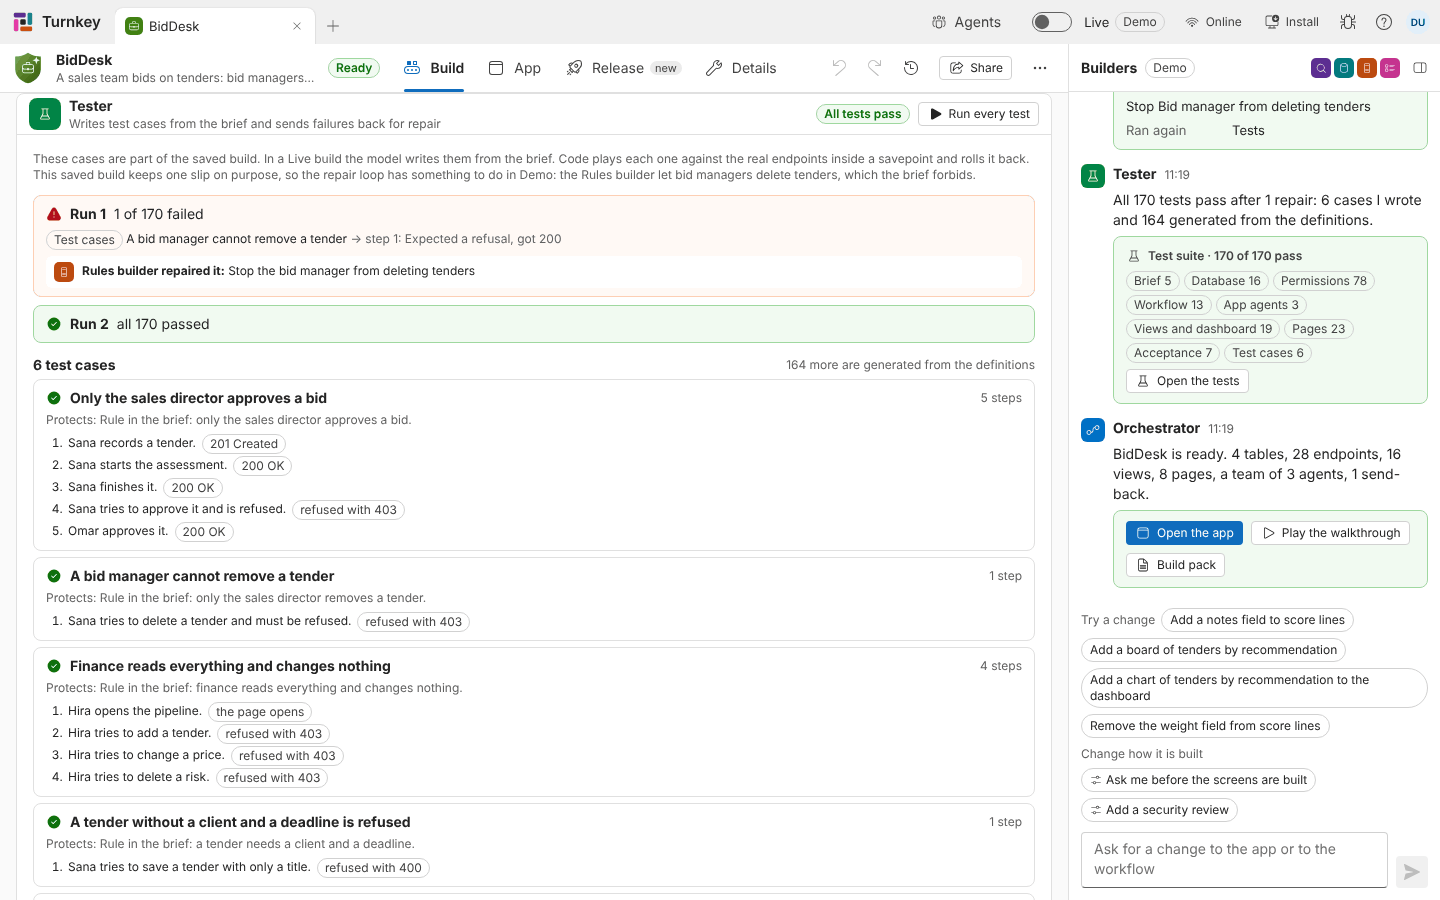 Turnkey
BidDesk
Agents
Live
Demo
Online
Install
DU
BidDesk
A sales team bids on tenders: bid managers...
Ready
Build
App
Release
new
Details
Share
Builders
Demo
Tester
Writes test cases from the brief and sends failures back for repair
All tests pass
Run every test
These cases are part of the saved build. In a Live build the model writes them from the brief. Code plays each one against the real endpoints inside a savepoint and rolls it back.
This saved build keeps one slip on purpose, so the repair loop has something to do in Demo: the Rules builder let bid managers delete tenders, which the brief forbids.
Run 1 1 of 170 failed
Test cases A bid manager cannot remove a tender → step 1: Expected a refusal, got 200
Rules builder repaired it: Stop the bid manager from deleting tenders
Run 2 all 170 passed
6 test cases
164 more are generated from the definitions
Only the sales director approves a bid
5 steps
Protects: Rule in the brief: only the sales director approves a bid.
1. Sana records a tender. 201 Created
2. Sana starts the assessment. 200 OK
3. Sana finishes it. 200 OK
4. Sana tries to approve it and is refused. refused with 403
5. Omar approves it. 200 OK
A bid manager cannot remove a tender
1 step
Protects: Rule in the brief: only the sales director removes a tender.
1. Sana tries to delete a tender and must be refused. refused with 403
Finance reads everything and changes nothing
4 steps
Protects: Rule in the brief: finance reads everything and changes nothing.
1. Hira opens the pipeline. the page opens
2. Hira tries to add a tender. refused with 403
3. Hira tries to change a price. refused with 403
4. Hira tries to delete a risk. refused with 403
A tender without a client and a deadline is refused
1 step
Protects: Rule in the brief: a tender needs a client and a deadline.
1. Sana tries to save a tender with only a title. refused with 400
Stop Bid manager from deleting tenders
Ran again Tests
Tester 11:19
All 170 tests pass after 1 repair: 6 cases I wrote
and 164 generated from the definitions.
Test suite · 170 of 170 pass
Brief 5 Database 16 Permissions 78
Workflow 13 App agents 3
Views and dashboard 19 Pages 23
Acceptance 7 Test cases 6
Open the tests
Orchestrator 11:19
BidDesk is ready. 4 tables, 28 endpoints, 16
views, 8 pages, a team of 3 agents, 1 send-
back.
Open the app Play the walkthrough
Build pack
Try a change Add a notes field to score lines
Add a board of tenders by recommendation
Add a chart of tenders by recommendation to the
dashboard
Remove the weight field from score lines
Change how it is built
Ask me before the screens are built
Add a security review
Ask for a change to the app or to the
workflow